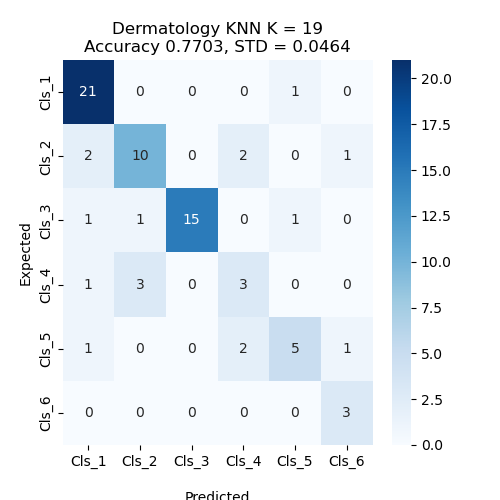 Dermatology KNN K = 19
Accuracy 0.7703, STD = 0.0464
Expected
Cls_1 21 0 0 0 1 0
Cls_2 2 10 0 2 0 1
Cls_3 1 1 15 0 1 0
Cls_4 1 3 0 3 0 0
Cls_5 1 0 0 2 5 1
Cls_6 0 0 0 0 0 3
Cls_1 Cls_2 Cls_3 Cls_4 Cls_5 Cls_6
Predicted
20.0
17.5
15.0
12.5
10.0
7.5
5.0
2.5
0.0